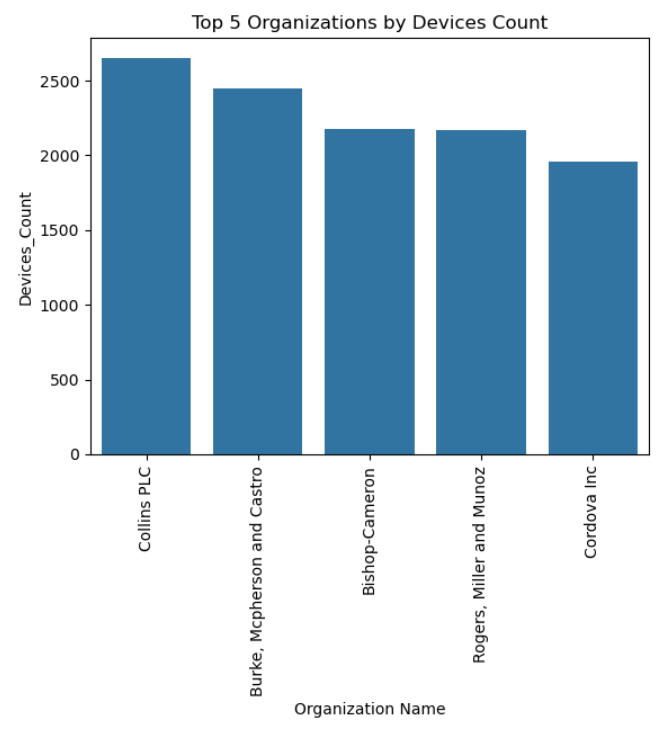 Top 5 Organizations by Devices Count
Devices_Count
2500
2000
1500
1000
500
0
Collins PLC
Burke, Mcpherson and Castro
Bishop-Cameron
Rogers, Miller and Munoz
Cordova Inc
Organization Name